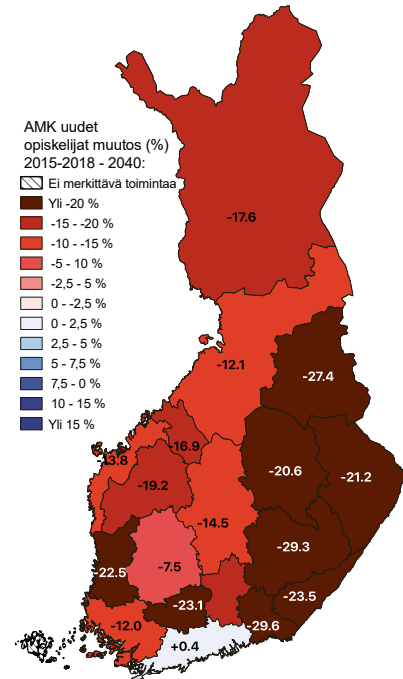 AMK uudet
opiskelijat muutos (%)
2015-2018 - 2040:
Ei merkittävä toimintaa
Yli -20 %
-15 - -20 %
-10 - -15 %
-5 - 10 %
-2,5 - 5 %
0 - -2,5 %
0 - 2,5 %
2,5 - 5 %
5 - 7,5 %
7,5 - 0 %
10 - 15 %
Yli 15 %
-17.6
-12.1
-27.4
-16.9
-13.8
-20.6
-21.2
-19.2
-14.5
-29.3
-7.5
-22.5
-23.5
-23.1
-12.0
-29.6
+0.4